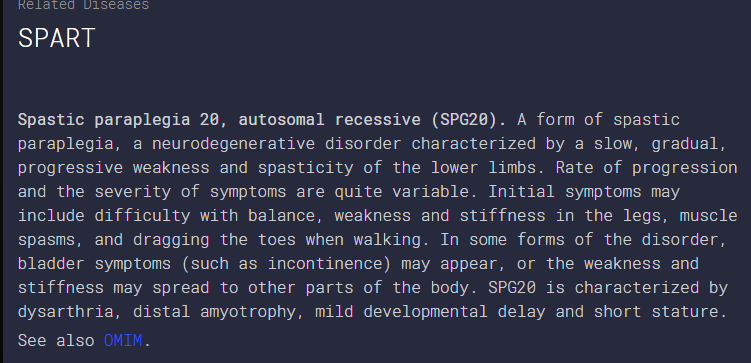 Related Diseases
SPART
Spastic paraplegia 20, autosomal recessive (SPG20). A form of spastic
paraplegia, a neurodegenerative disorder characterized by a slow, gradual,
progressive weakness and spasticity of the lower limbs. Rate of progression
and the severity of symptoms are quite variable. Initial symptoms may
include difficulty with balance, weakness and stiffness in the legs, muscle
spasms, and dragging the toes when walking. In some forms of the disorder,
bladder symptoms (such as incontinence) may appear, or the weakness and
stiffness may spread to other parts of the body. SPG20 is characterized by
dysarthria, distal amyotrophy, mild developmental delay and short stature.
See also OMIM.